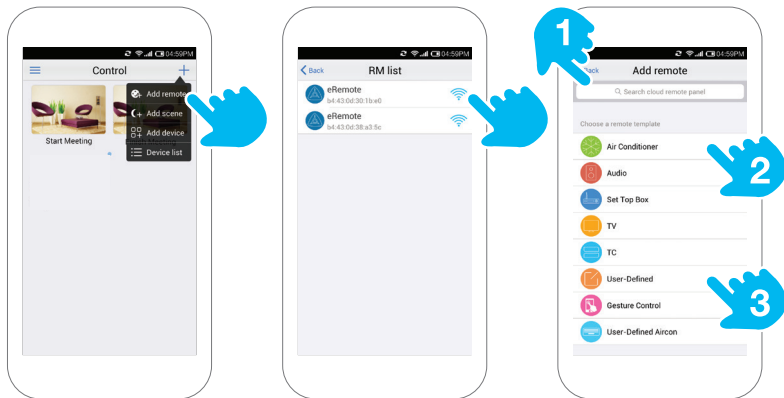 04:59PM
Control
Add remote
Add scene
Add device
Device list
Start Meeting
04:59PM
Back
RM list
eRemote
b4:43:0d:30:1b:e0
eRemote
b4:43:0d:38:a3:5c
1
04:59PM
Add remote
Search cloud remote panel
Choose a remote template
Air Conditioner
2
Audio
Set Top Box
TV
TC
User-Defined
3
Gesture Control
User-Defined Aircon